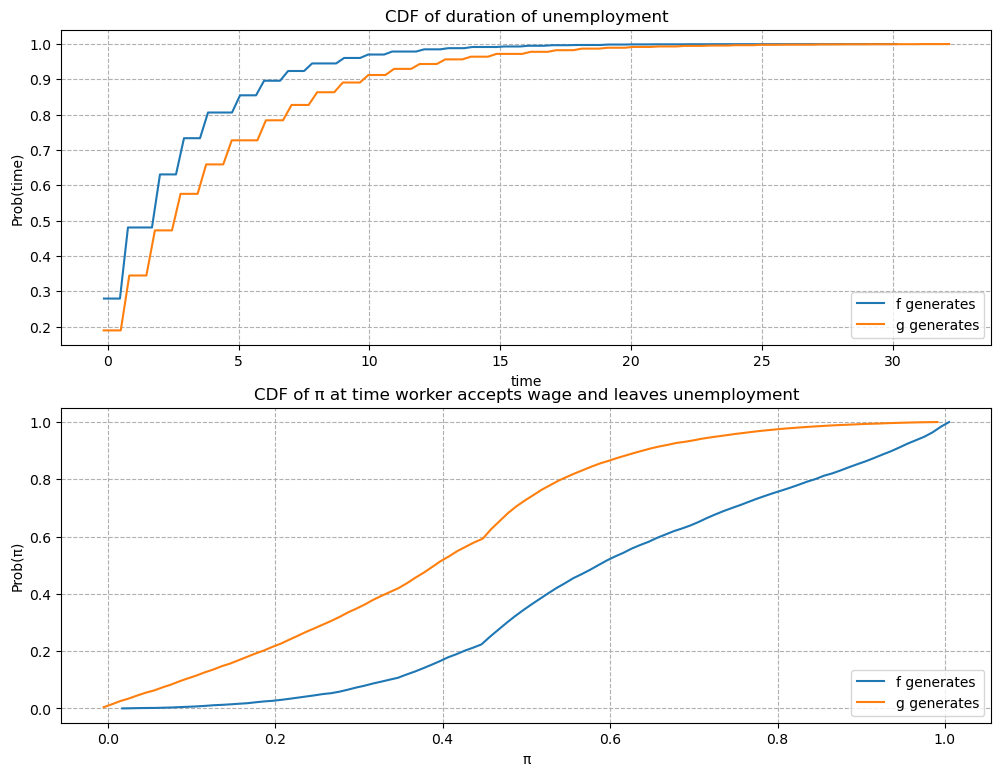 CDF of duration of unemployment
1.0
0.9
0.8
0.7
0.6
0.5
0.4
0.3
0.2
Prob(time)
f generates
g generates
0 5 10 15 20 25 30
time
CDF of π at time worker accepts wage and leaves unemployment
1.0
0.8
0.6
0.4
0.2
0.0
Prob(π)
f generates
g generates
0.0 0.2 0.4 0.6 0.8 1.0
π